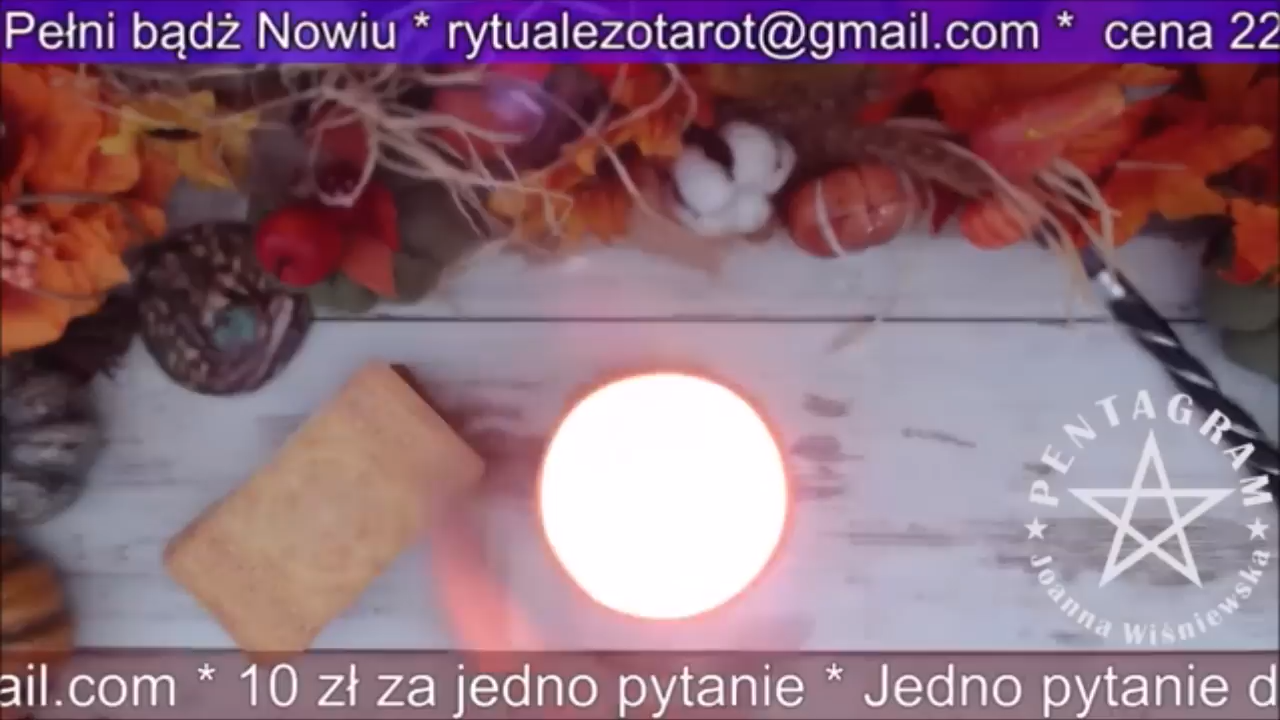 Pełni bądź Nowiu * rytualezotarot@gmail.com * cena 22
PENTAGRAM
Joanna Wiśniewska
ail.com * 10 zł za jedno pytanie * Jedno pytanie d